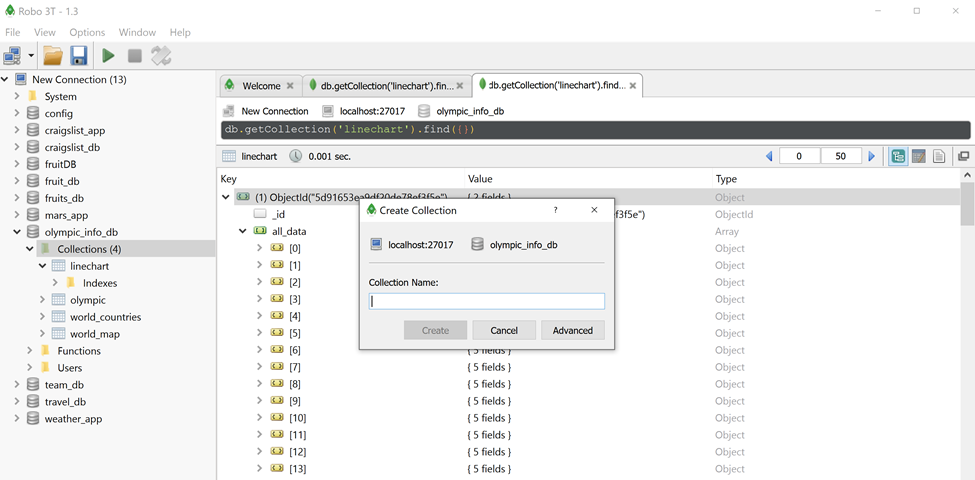 Robo 3T - 1.3
File View Options Window Help
New Connection (13)
System
config
craigslist_app
craigslist_db
fruitDB
fruit_db
fruits_db
mars_app
olympic_info_db
Collections (4)
linechart
Indexes
olympic
world_countries
world_map
Functions
Users
team_db
travel_db
weather_app
Welcome db.getCollection('linechart').fin... db.getCollection('linechart').find...
New Connection localhost:27017 olympic_info_db
db.getCollection('linechart').find({})
linechart 0.001 sec. 0 50
Key Value Type
(1) ObjectId("5d91653ea9df20de78ef3f5e") { 2 fields } Object
_id ef3f5e") ObjectId
all_data Array
[0] Object
[1] Object
[2] Object
[3] Object
[4] Object
[5] Object
[6] { 5 fields } Object
[7] { 5 fields } Object
[8] { 5 fields } Object
[9] { 5 fields } Object
[10] { 5 fields } Object
[11] { 5 fields } Object
[12] { 5 fields } Object
[13] { 5 fields } Object
Create Collection ?
localhost:27017 olympic_info_db
Collection Name:
Create Cancel Advanced